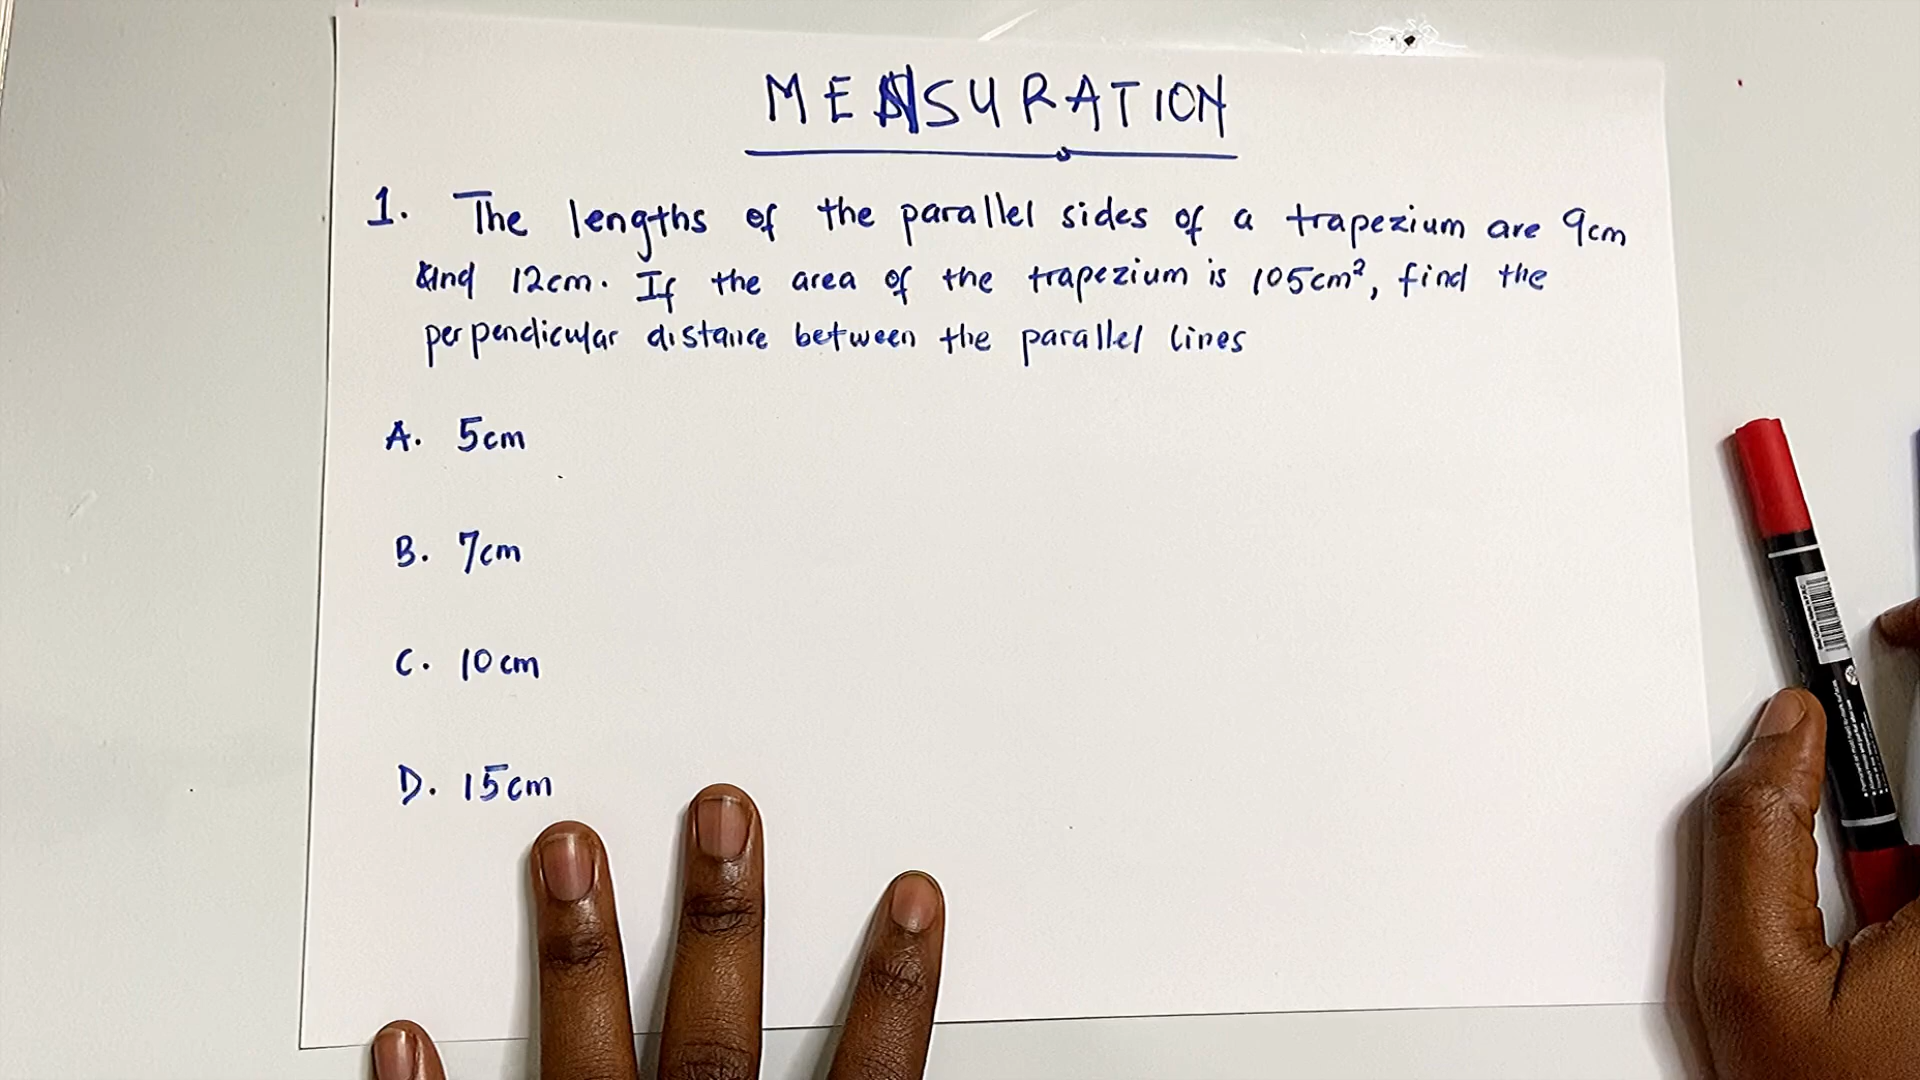 MENSURATION
1. The lengths of the parallel sides of a trapezium are 9cm
and 12cm. If the area of the trapezium is 105cm², find the
perpendicular distance between the parallel lines
A. 5cm
B. 7cm
C. 10cm
D. 15cm